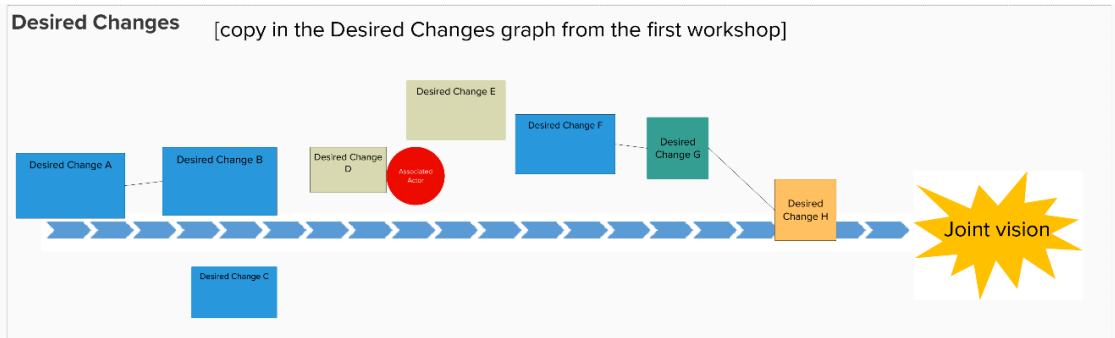 Desired Changes
[copy in the Desired Changes graph from the first workshop]
Desired Change E
Desired Change F
Desired
Change G
Desired Change A
Desired Change B
Desired Change
D
Associated
Actor
Desired
Change H
Joint vision
Desired Change C